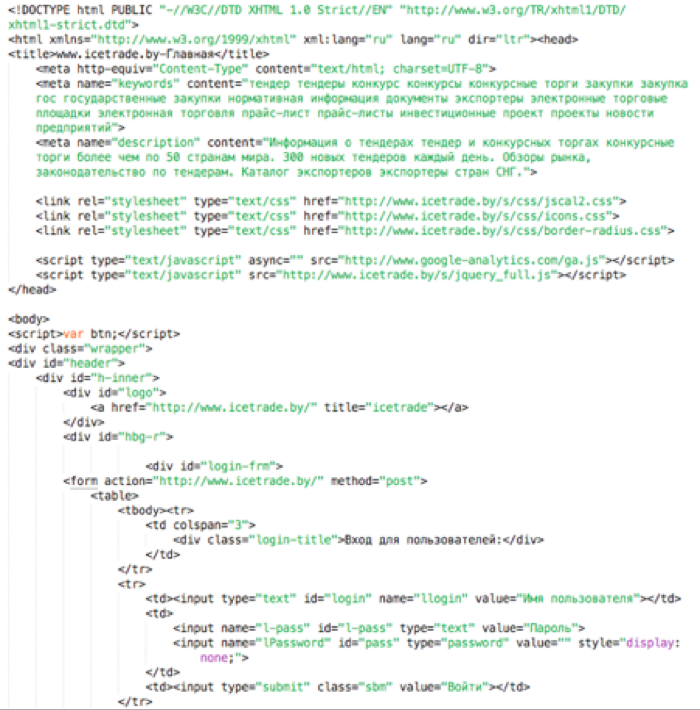 <!DOCTYPE html PUBLIC "-//W3C//DTD XHTML 1.0 Strict//EN" "http://www.w3.org/TR/xhtml1/DTD/
xhtml1-strict.dtd">
<html xmlns="http://www.w3.org/1999/xhtml" xml:lang="ru" lang="ru" dir="ltr"><head>
<title>www.icetrade.by-Главная</title>
<meta http-equiv="Content-Type" content="text/html; charset=UTF-8">
<meta name="keywords" content="тендер тендеры конкурс конкурсы конкурсные торги закупки закупка
гос государственные закупки нормативная информация документы экспортеры электронные торговые
площадки электронная торговля прайс-лист прайс-листы инвестиционные проект проекты новости
предприятий">
<meta name="description" content="Информация о тендерах тендер и конкурсных торгах конкурсные
торги более чем по 50 странам мира. 300 новых тендеров каждый день. Обзоры рынка,
законодательство по тендерам. Каталог экспортеров экспортеры стран СНГ.">
<link rel="stylesheet" type="text/css" href="http://www.icetrade.by/s/css/jscal2.css">
<link rel="stylesheet" type="text/css" href="http://www.icetrade.by/s/css/icons.css">
<link rel="stylesheet" type="text/css" href="http://www.icetrade.by/s/css/border-radius.css">
<script type="text/javascript" async="" src="http://www.google-analytics.com/ga.js"></script>
<script type="text/javascript" src="http://www.icetrade.by/s/jquery_full.js"></script>
</head>
<body>
<script>var btn;</script>
<div class="wrapper">
<div id="header">
<div id="h-inner">
<div id="logo">
<a href="http://www.icetrade.by/" title="icetrade"></a>
</div>
<div id="hbg-r">
<div id="login-frm">
<form action="http://www.icetrade.by/" method="post">
<table>
<tbody><tr>
<td colspan="3">
<div class="login-title">Вход для пользователей:</div>
</td>
</tr>
<tr>
<td><input type="text" id="login" name="llogin" value="Имя пользователя"></td>
<td>
<input name="l-pass" id="l-pass" type="text" value="Пароль">
<input name="lPassword" id="pass" type="password" value="" style="display:
none;">
</td>
<td><input type="submit" class="sbm" value="Войти"></td>
</tr>